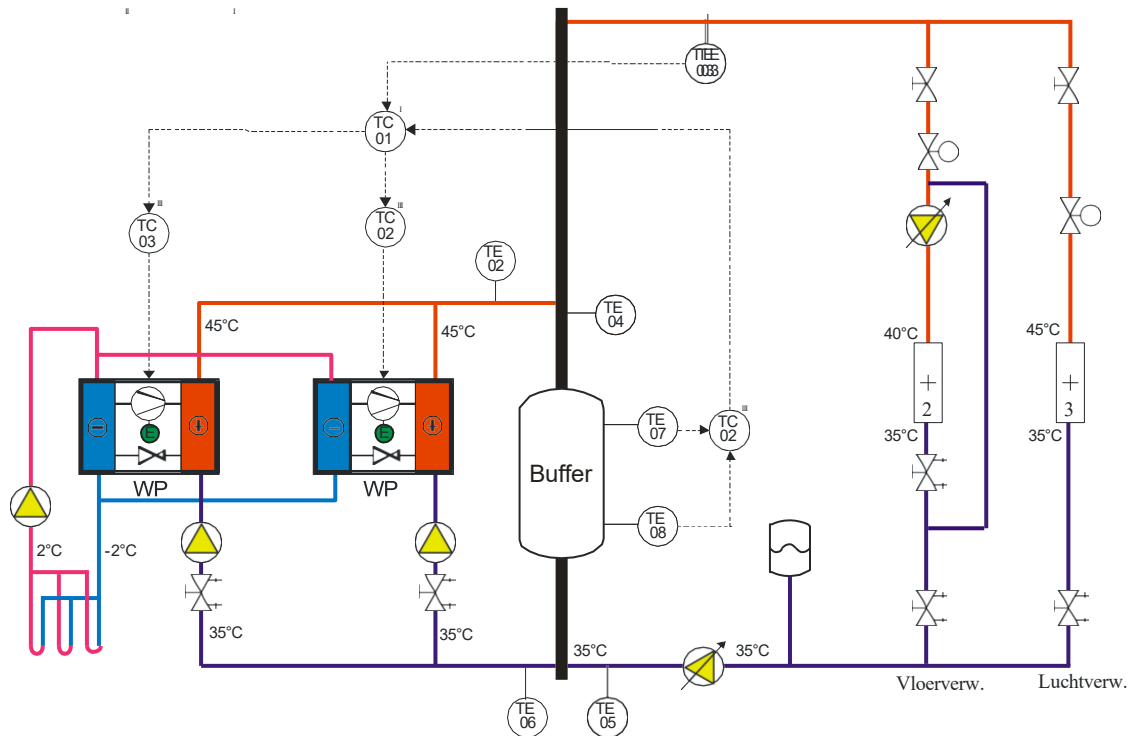 TC
01
TC
03
TC
02
TE
02
TE
04
45°C
45°C
40°C
45°C
+
2
+
3
E
E
WP
WP
Buffer
TE
07
TC
02
TE
08
35°C
35°C
2°C
-2°C
35°C
35°C
35°C
35°C
TE
06
TE
05
Vloerverw.
Luchtverw.